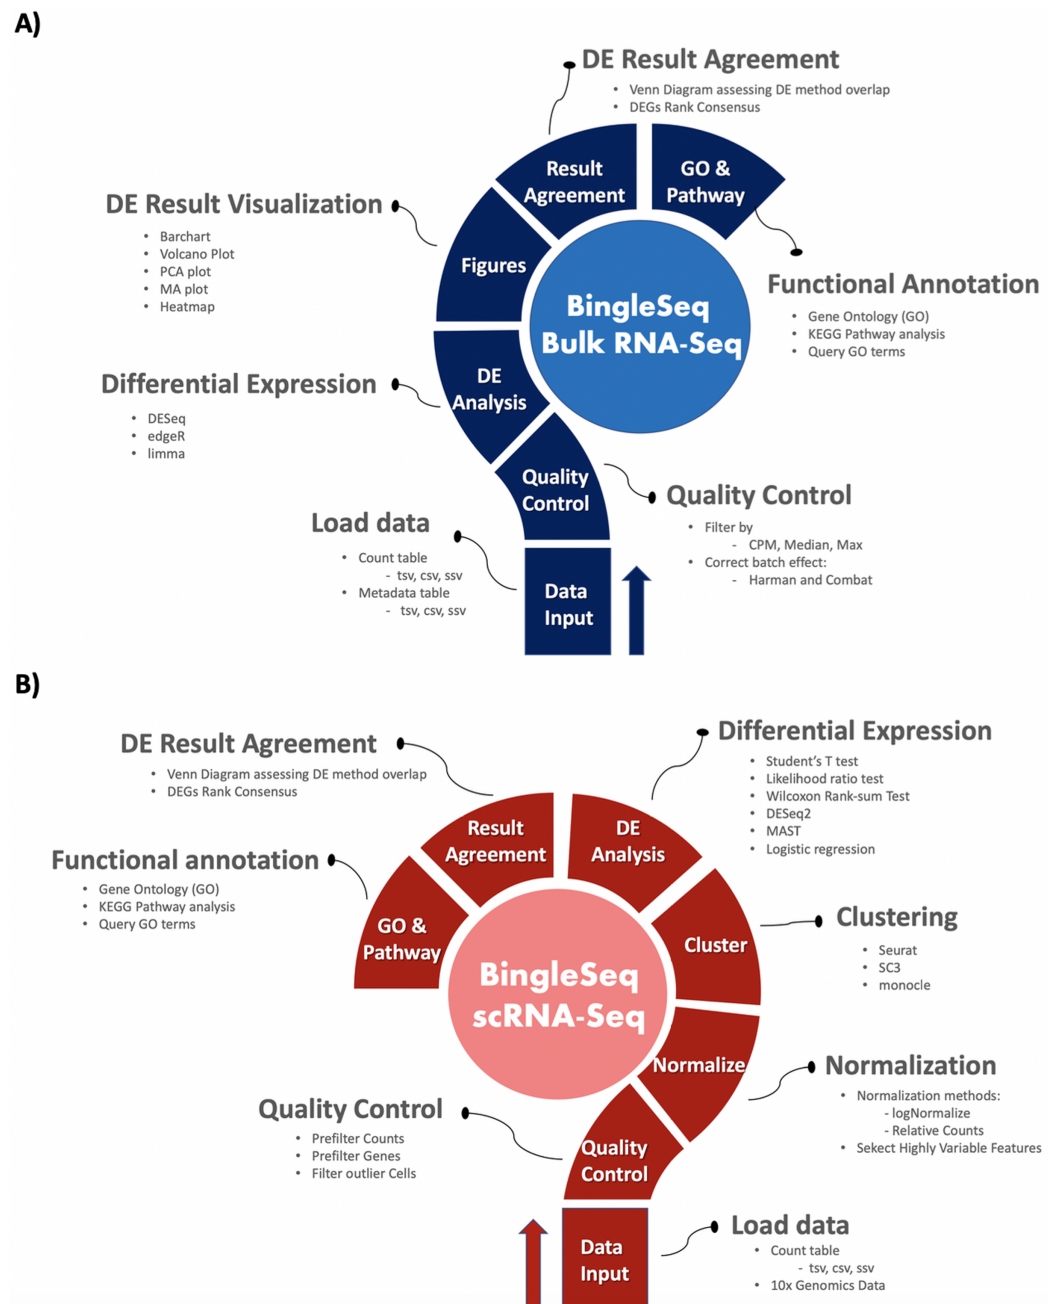 A)
DE Result Agreement
• Venn Diagram assessing DE method overlap
• DEGs Rank Consensus
Result
Agreement
GO &
Pathway
DE Result Visualization
• Barchart
• Volcano Plot
• PCA plot
• MA plot
• Heatmap
Figures
BingleSeq
Bulk RNA-Seq
Functional Annotation
• Gene Ontology (GO)
• KEGG Pathway analysis
• Query GO terms
Differential Expression
• DESeq
• edgeR
• limma
DE
Analysis
Quality
Control
Quality Control
• Filter by
- CPM, Median, Max
• Correct batch effect:
- Harman and Combat
Load data
• Count table
- tsv, csv, ssv
• Metadata table
- tsv, csv, ssv
Data
Input
B)
DE Result Agreement
• Venn Diagram assessing DE method overlap
• DEGs Rank Consensus
Differential Expression
• Student's T test
• Likelihood ratio test
• Wilcoxon Rank-sum Test
• DESeq2
• MAST
• Logistic regression
Result
Agreement
DE
Analysis
Functional annotation
• Gene Ontology (GO)
• KEGG Pathway analysis
• Query GO terms
GO &
Pathway
Cluster
Clustering
• Seurat
• SC3
• monocle
BingleSeq
scRNA-Seq
Normalize
Normalization
• Normalization methods:
- logNormalize
- Relative Counts
• Sekect Highly Variable Features
Quality Control
• Prefilter Counts
• Prefilter Genes
• Filter outlier Cells
Quality
Control
Load data
• Count table
- tsv, csv, ssv
• 10x Genomics Data
Data
Input